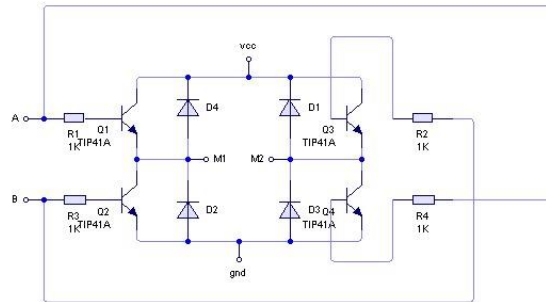 vcc
A
R1
1K
Q1
TIP41A
D4
D1
Q3
TIP41A
R2
1K
M1
M2
B
R3
1K
Q2
TIP41A
D2
D3
Q4
TIP41A
R4
1K
gnd